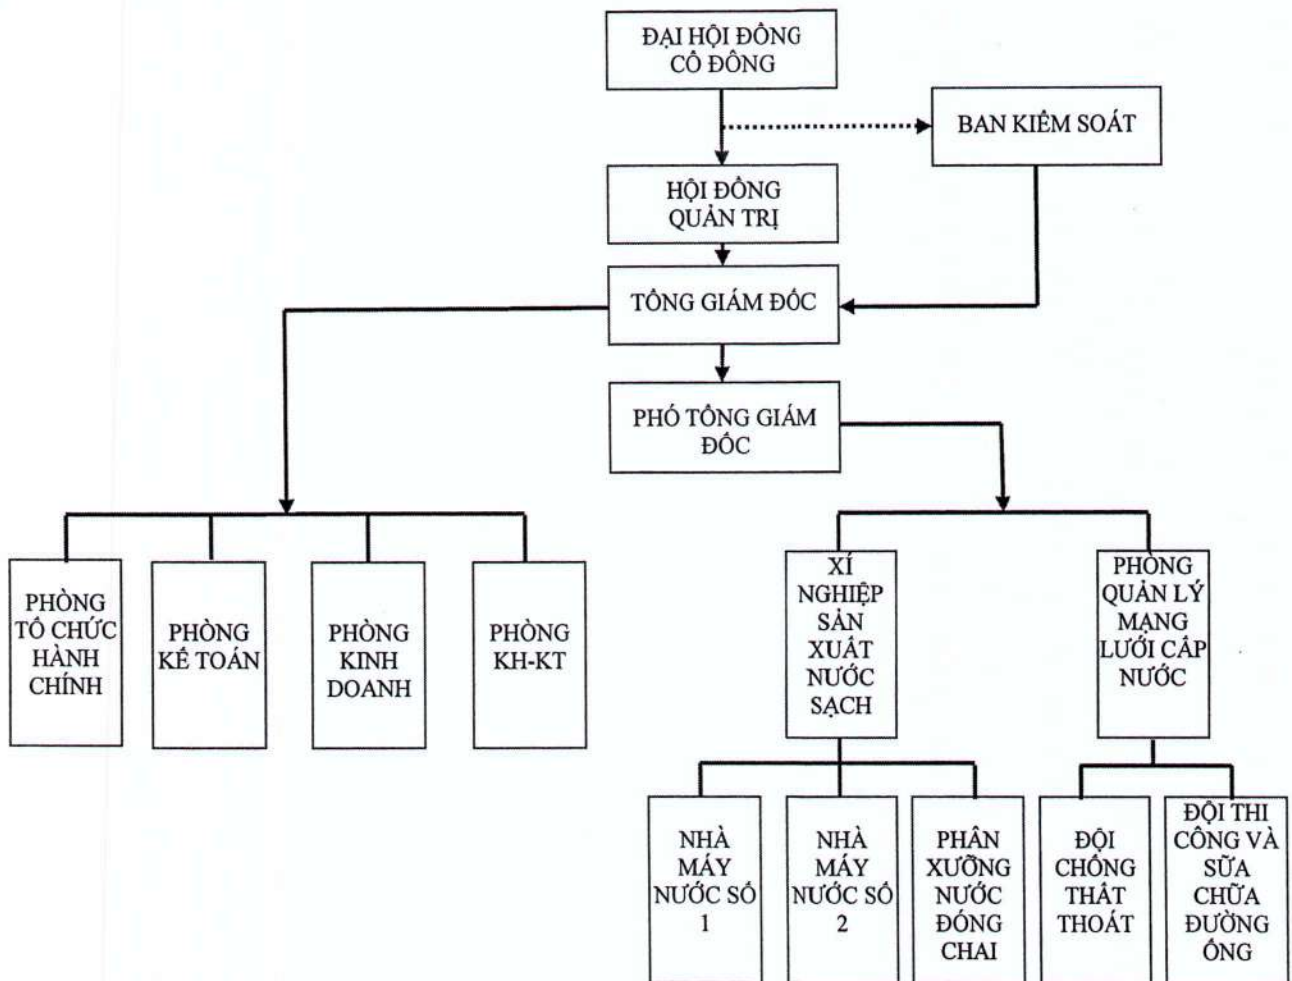 ĐẠI HỘI ĐỒNG
CỔ ĐÔNG
BAN KIỂM SOÁT
HỘI ĐỒNG
QUẢN TRỊ
TỔNG GIÁM ĐỐC
PHÓ TỔNG GIÁM
ĐỐC
PHÒNG
TỔ CHỨC
HÀNH
CHÍNH
PHÒNG
KẾ TOÁN
PHÒNG
KINH
DOANH
PHÒNG
KH-KT
XÍ
NGHIỆP
SẢN
XUẤT
NƯỚC
SẠCH
PHÒNG
QUẢN LÝ
MẠNG
LƯỚI CẤP
NƯỚC
NHÀ
MÁY
NƯỚC SỐ
1
NHÀ
MÁY
NƯỚC SỐ
2
PHÂN
XƯỠNG
NƯỚC
ĐÓNG
CHAI
ĐỘI
CHỐNG
THẤT
THOÁT
ĐỘI THI
CÔNG VÀ
SỮA
CHỮA
ĐƯỜNG
ỐNG